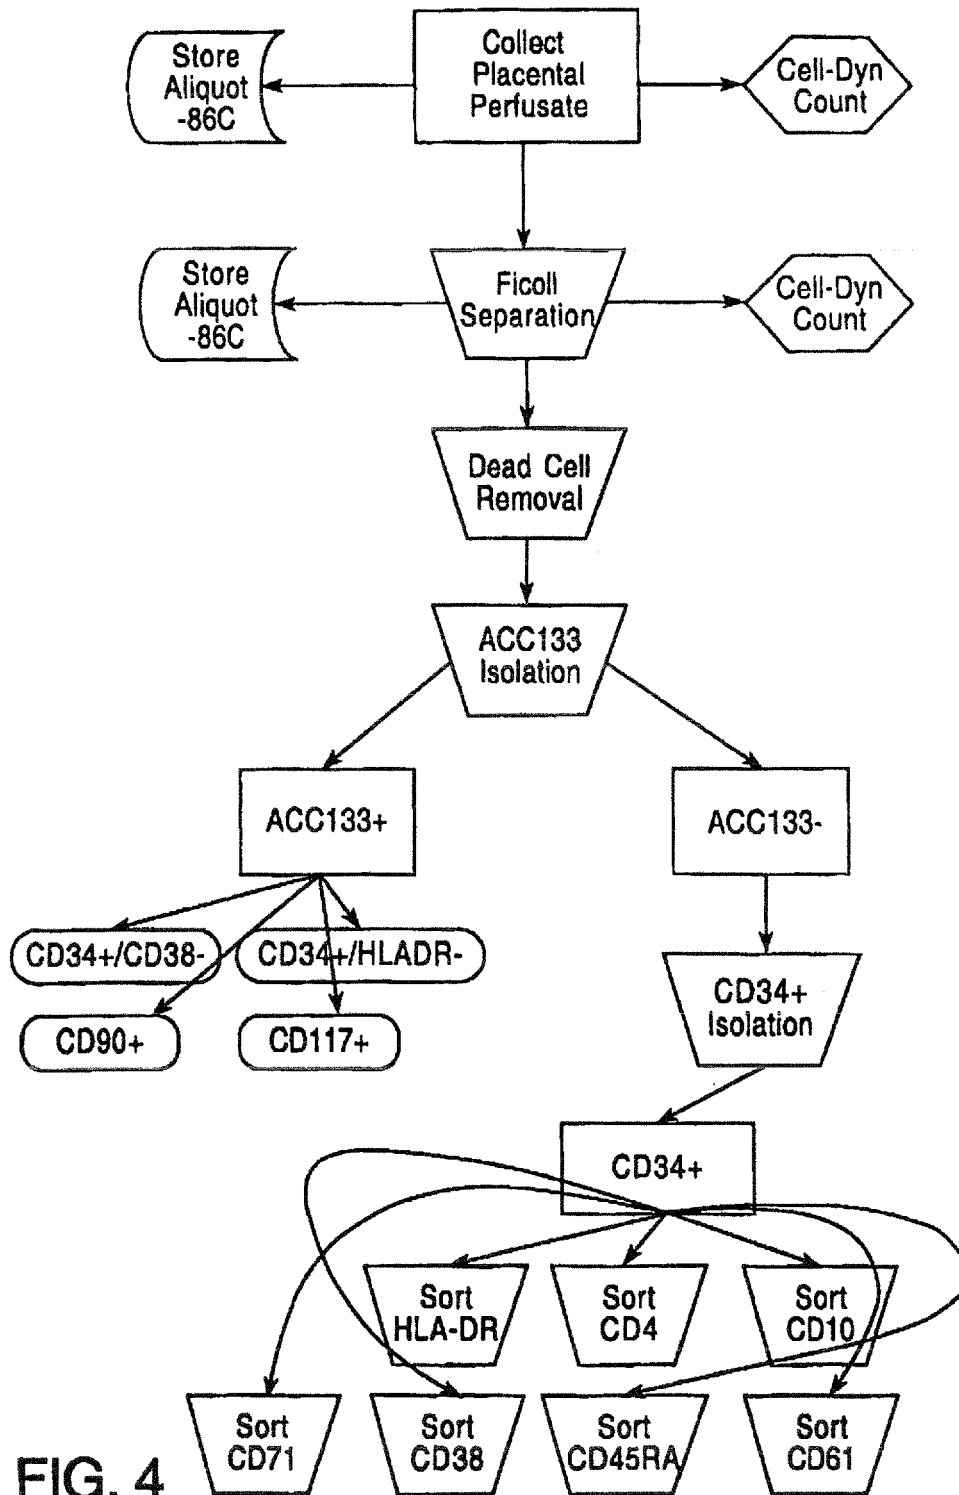 Store
Aliquot
-86C
Collect
Placental
Perfusate
Cell-Dyn
Count
Store
Aliquot
-86C
Ficoll
Separation
Cell-Dyn
Count
Dead Cell
Removal
ACC133
Isolation
ACC133+
ACC133-
CD34+/CD38-
CD34+/HLADR-
CD90+
CD117+
CD34+
Isolation
CD34+
Sort
HLA-DR
Sort
CD4
Sort
CD10
Sort
CD71
Sort
CD38
Sort
CD45RA
Sort
CD61
FIG. 4